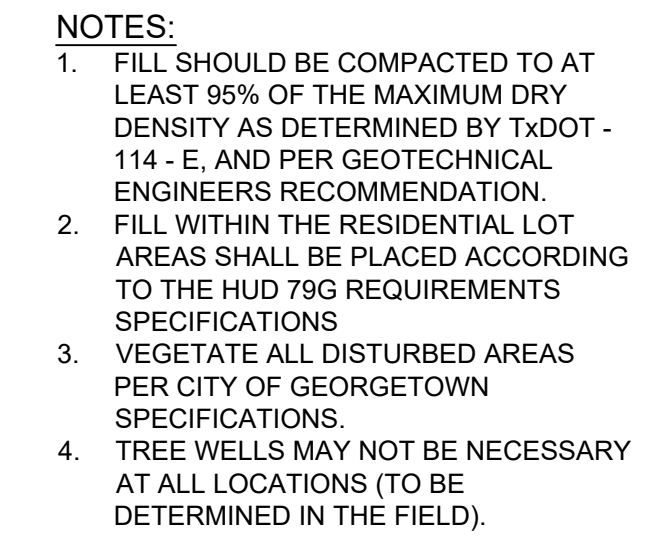 NOTES:
1. FILL SHOULD BE COMPACTED TO AT
LEAST 95% OF THE MAXIMUM DRY
DENSITY AS DETERMINED BY TxDOT -
114 - E, AND PER GEOTECHNICAL
ENGINEERS RECOMMENDATION.
2. FILL WITHIN THE RESIDENTIAL LOT
AREAS SHALL BE PLACED ACCORDING
TO THE HUD 79G REQUIREMENTS
SPECIFICATIONS
3. VEGETATE ALL DISTURBED AREAS
PER CITY OF GEORGETOWN
SPECIFICATIONS.
4. TREE WELLS MAY NOT BE NECESSARY
AT ALL LOCATIONS (TO BE
DETERMINED IN THE FIELD).